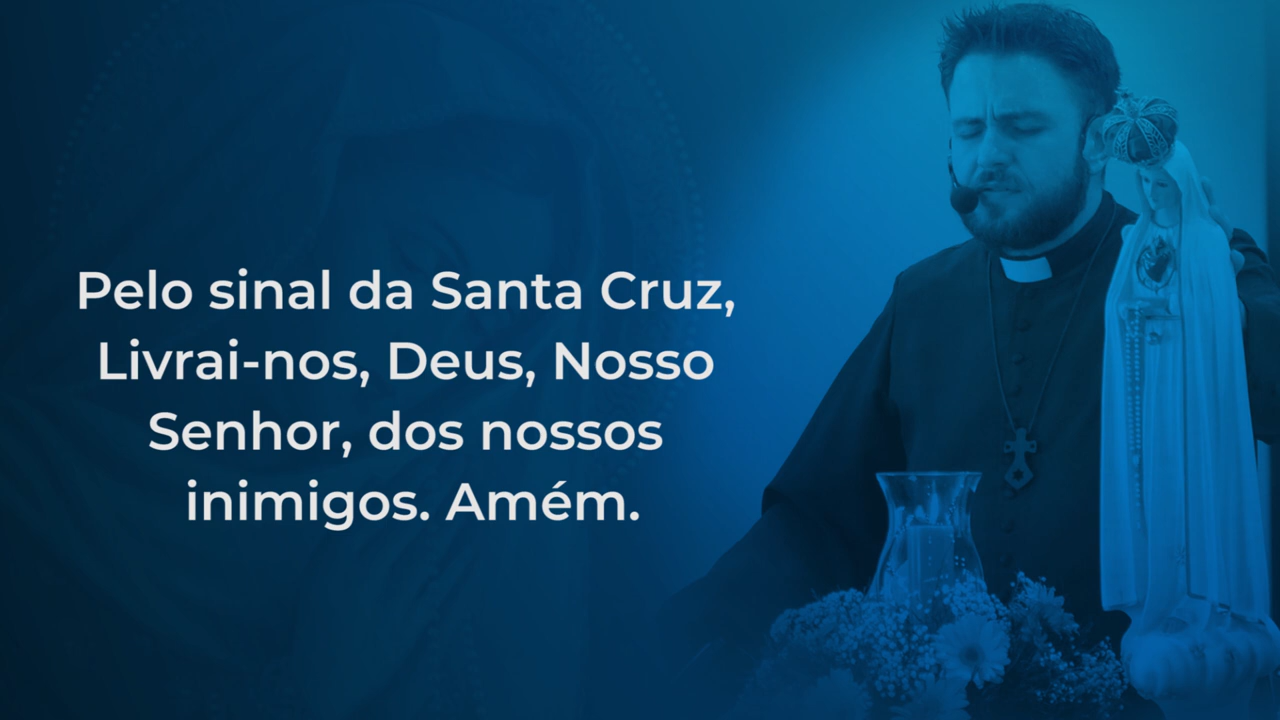 Pelo sinal da Santa Cruz,
Livrai-nos, Deus, Nosso
Senhor, dos nossos
inimigos. Amém.